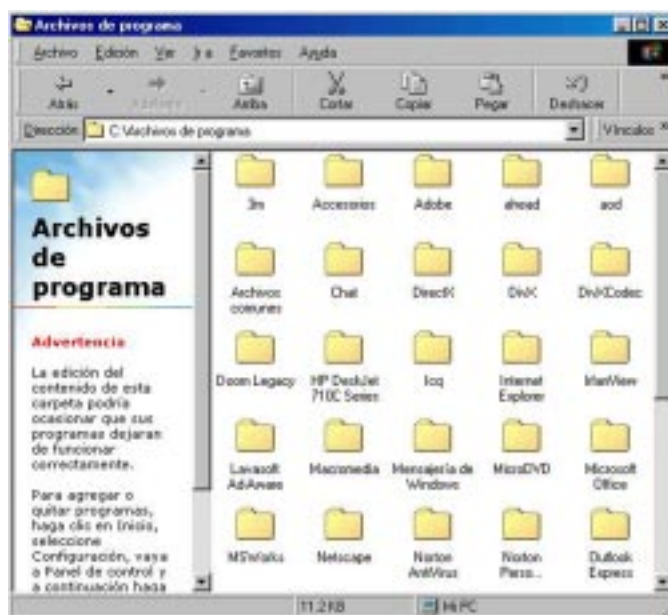 Archivos de programa
Archivo Edición Ver Ir a Favoritos Ayuda
Atrás Adelante Arriba Cortar Copiar Pegar Deshacer
Dirección C:\Archivos de programa Vínculos
Archivos
de
programa
Advertencia
La edición del
contenido de esta
carpeta podría
ocasionar que sus
programas dejaran
de funcionar
correctamente.
Para agregar o
quitar programas,
haga clic en Inicio,
seleccione
Configuración, vaya
a Panel de control y
a continuación haga
3m Accesorios Adobe ahead aod
Archivos Chat DirectX DivX DivXCodec
comunes
Doom Legacy HP DeskJet Icq Internet IrfanView
710C Series Explorer
Lavasoft Macromedia Mensajería de MicroDVD Microsoft
Ad-Aware Windows Office
MSWorks Netscape Norton Norton Outlook
AntiVirus Perso... Express
11.2KB Mi PC